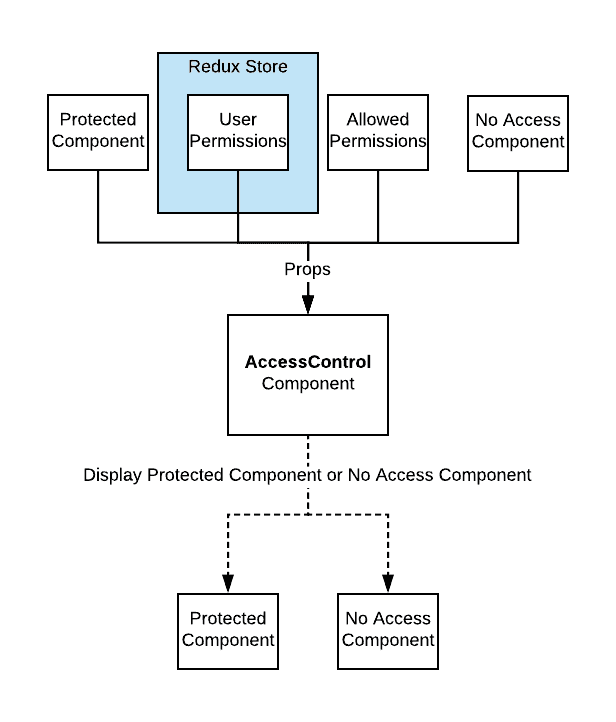 Redux Store
Protected
Component
User
Permissions
Allowed
Permissions
No Access
Component
Props
AccessControl
Component
Display Protected Component or No Access Component
Protected
Component
No Access
Component